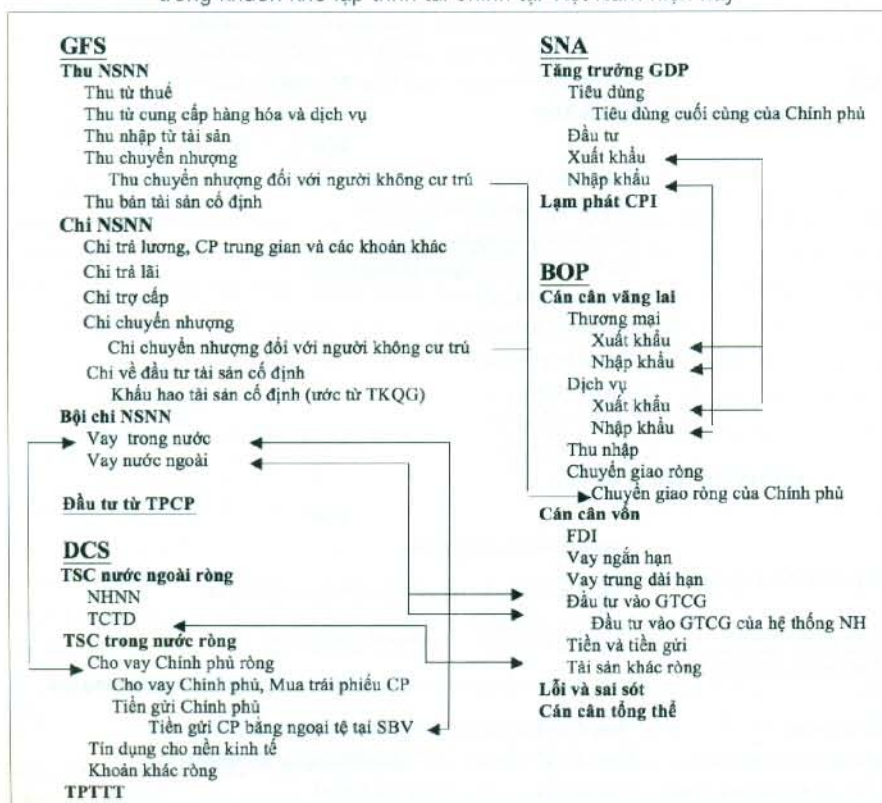 trong khuôn khổ lập trình tài chính tại Việt Nam hiện nay
GFS
Thu NSNN
Thu từ thuế
Thu từ cung cấp hàng hóa và dịch vụ
Thu nhập từ tài sản
Thu chuyển nhượng
Thu chuyển nhượng đối với người không cư trú
Thu bán tài sản cố định
Chi NSNN
Chi trả lương, CP trung gian và các khoản khác
Chi trả lãi
Chi trợ cấp
Chi chuyển nhượng
Chi chuyển nhượng đối với người không cư trú
Chi về đầu tư tài sản cố định
Khấu hao tài sản cố định (ước từ TKQG)
Bội chi NSNN
Vay trong nước
Vay nước ngoài
Đầu tư từ TPCP
DCS
TSC nước ngoài ròng
NHNN
TCTD
TSC trong nước ròng
Cho vay Chính phủ ròng
Cho vay Chính phủ, Mua trái phiếu CP
Tiền gửi Chính phủ
Tiền gửi CP bằng ngoại tệ tại SBV
Tín dụng cho nền kinh tế
Khoản khác ròng
TPTTT
SNA
Tăng trưởng GDP
Tiêu dùng
Tiêu dùng cuối cùng của Chính phủ
Đầu tư
Xuất khẩu
Nhập khẩu
Lạm phát CPI
BOP
Cán cân vãng lai
Thương mại
Xuất khẩu
Nhập khẩu
Dịch vụ
Xuất khẩu
Nhập khẩu
Thu nhập
Chuyển giao ròng
Chuyển giao ròng của Chính phủ
Cán cân vốn
FDI
Vay ngắn hạn
Vay trung dài hạn
Đầu tư vào GTCG
Đầu tư vào GTCG của hệ thống NH
Tiền và tiền gửi
Tài sản khác ròng
Lỗi và sai sót
Cán cân tổng thể